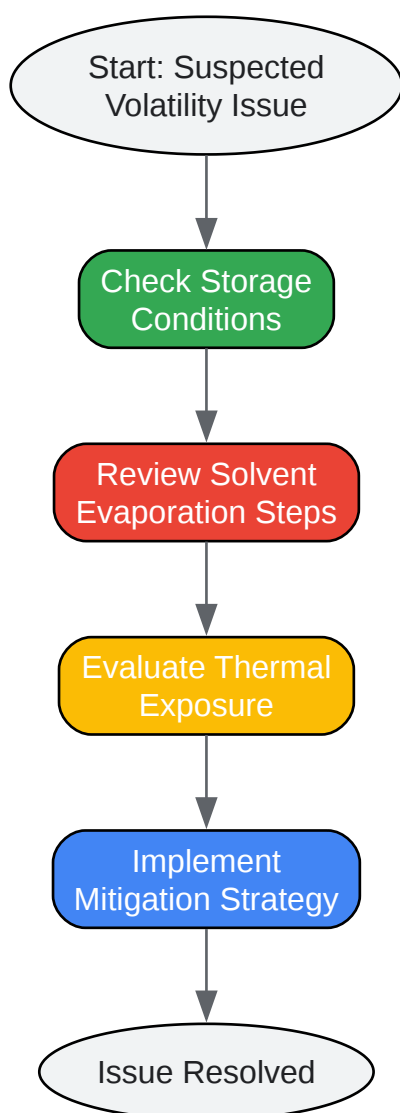 Start: Suspected
Volatility Issue
Check Storage
Conditions
Review Solvent
Evaporation Steps
Evaluate Thermal
Exposure
Implement
Mitigation Strategy
Issue Resolved